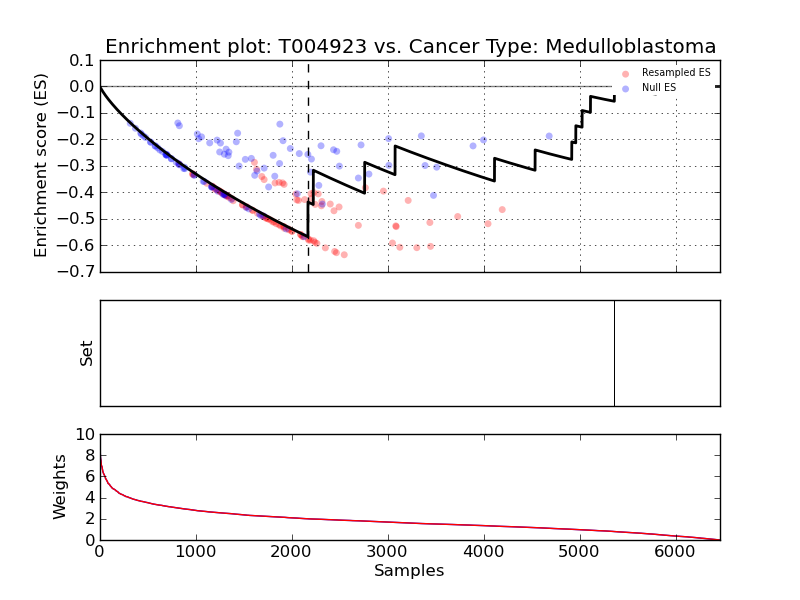 Enrichment plot: T004923 vs. Cancer Type: Medulloblastoma
Enrichment score (ES)
0.1
0.0
−0.1
−0.2
−0.3
−0.4
−0.5
−0.6
−0.7
Resampled ES
Null ES
Set
Weights
10
8
6
4
2
0
0 1000 2000 3000 4000 5000 6000
Samples